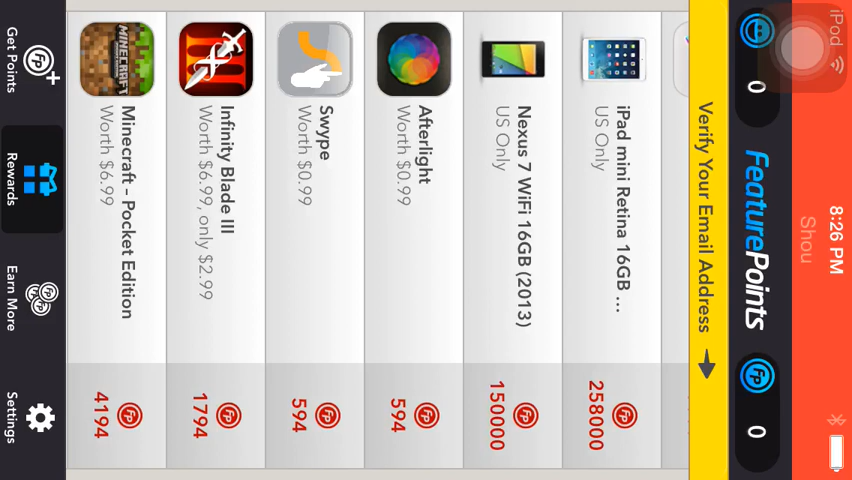 iPod
8:26 PM
Shou
0
FeaturePoints
0
Verify Your Email Address
iPad mini Retina 16GB ...
US Only
258000
Nexus 7 WiFi 16GB (2013)
US Only
150000
Afterlight
Worth $0.99
594
Swype
Worth $0.99
594
Infinity Blade III
Worth $6.99, only $2.99
1794
Minecraft - Pocket Edition
Worth $6.99
4194
MINECRAFT
Get Points
Rewards
Earn More
Settings